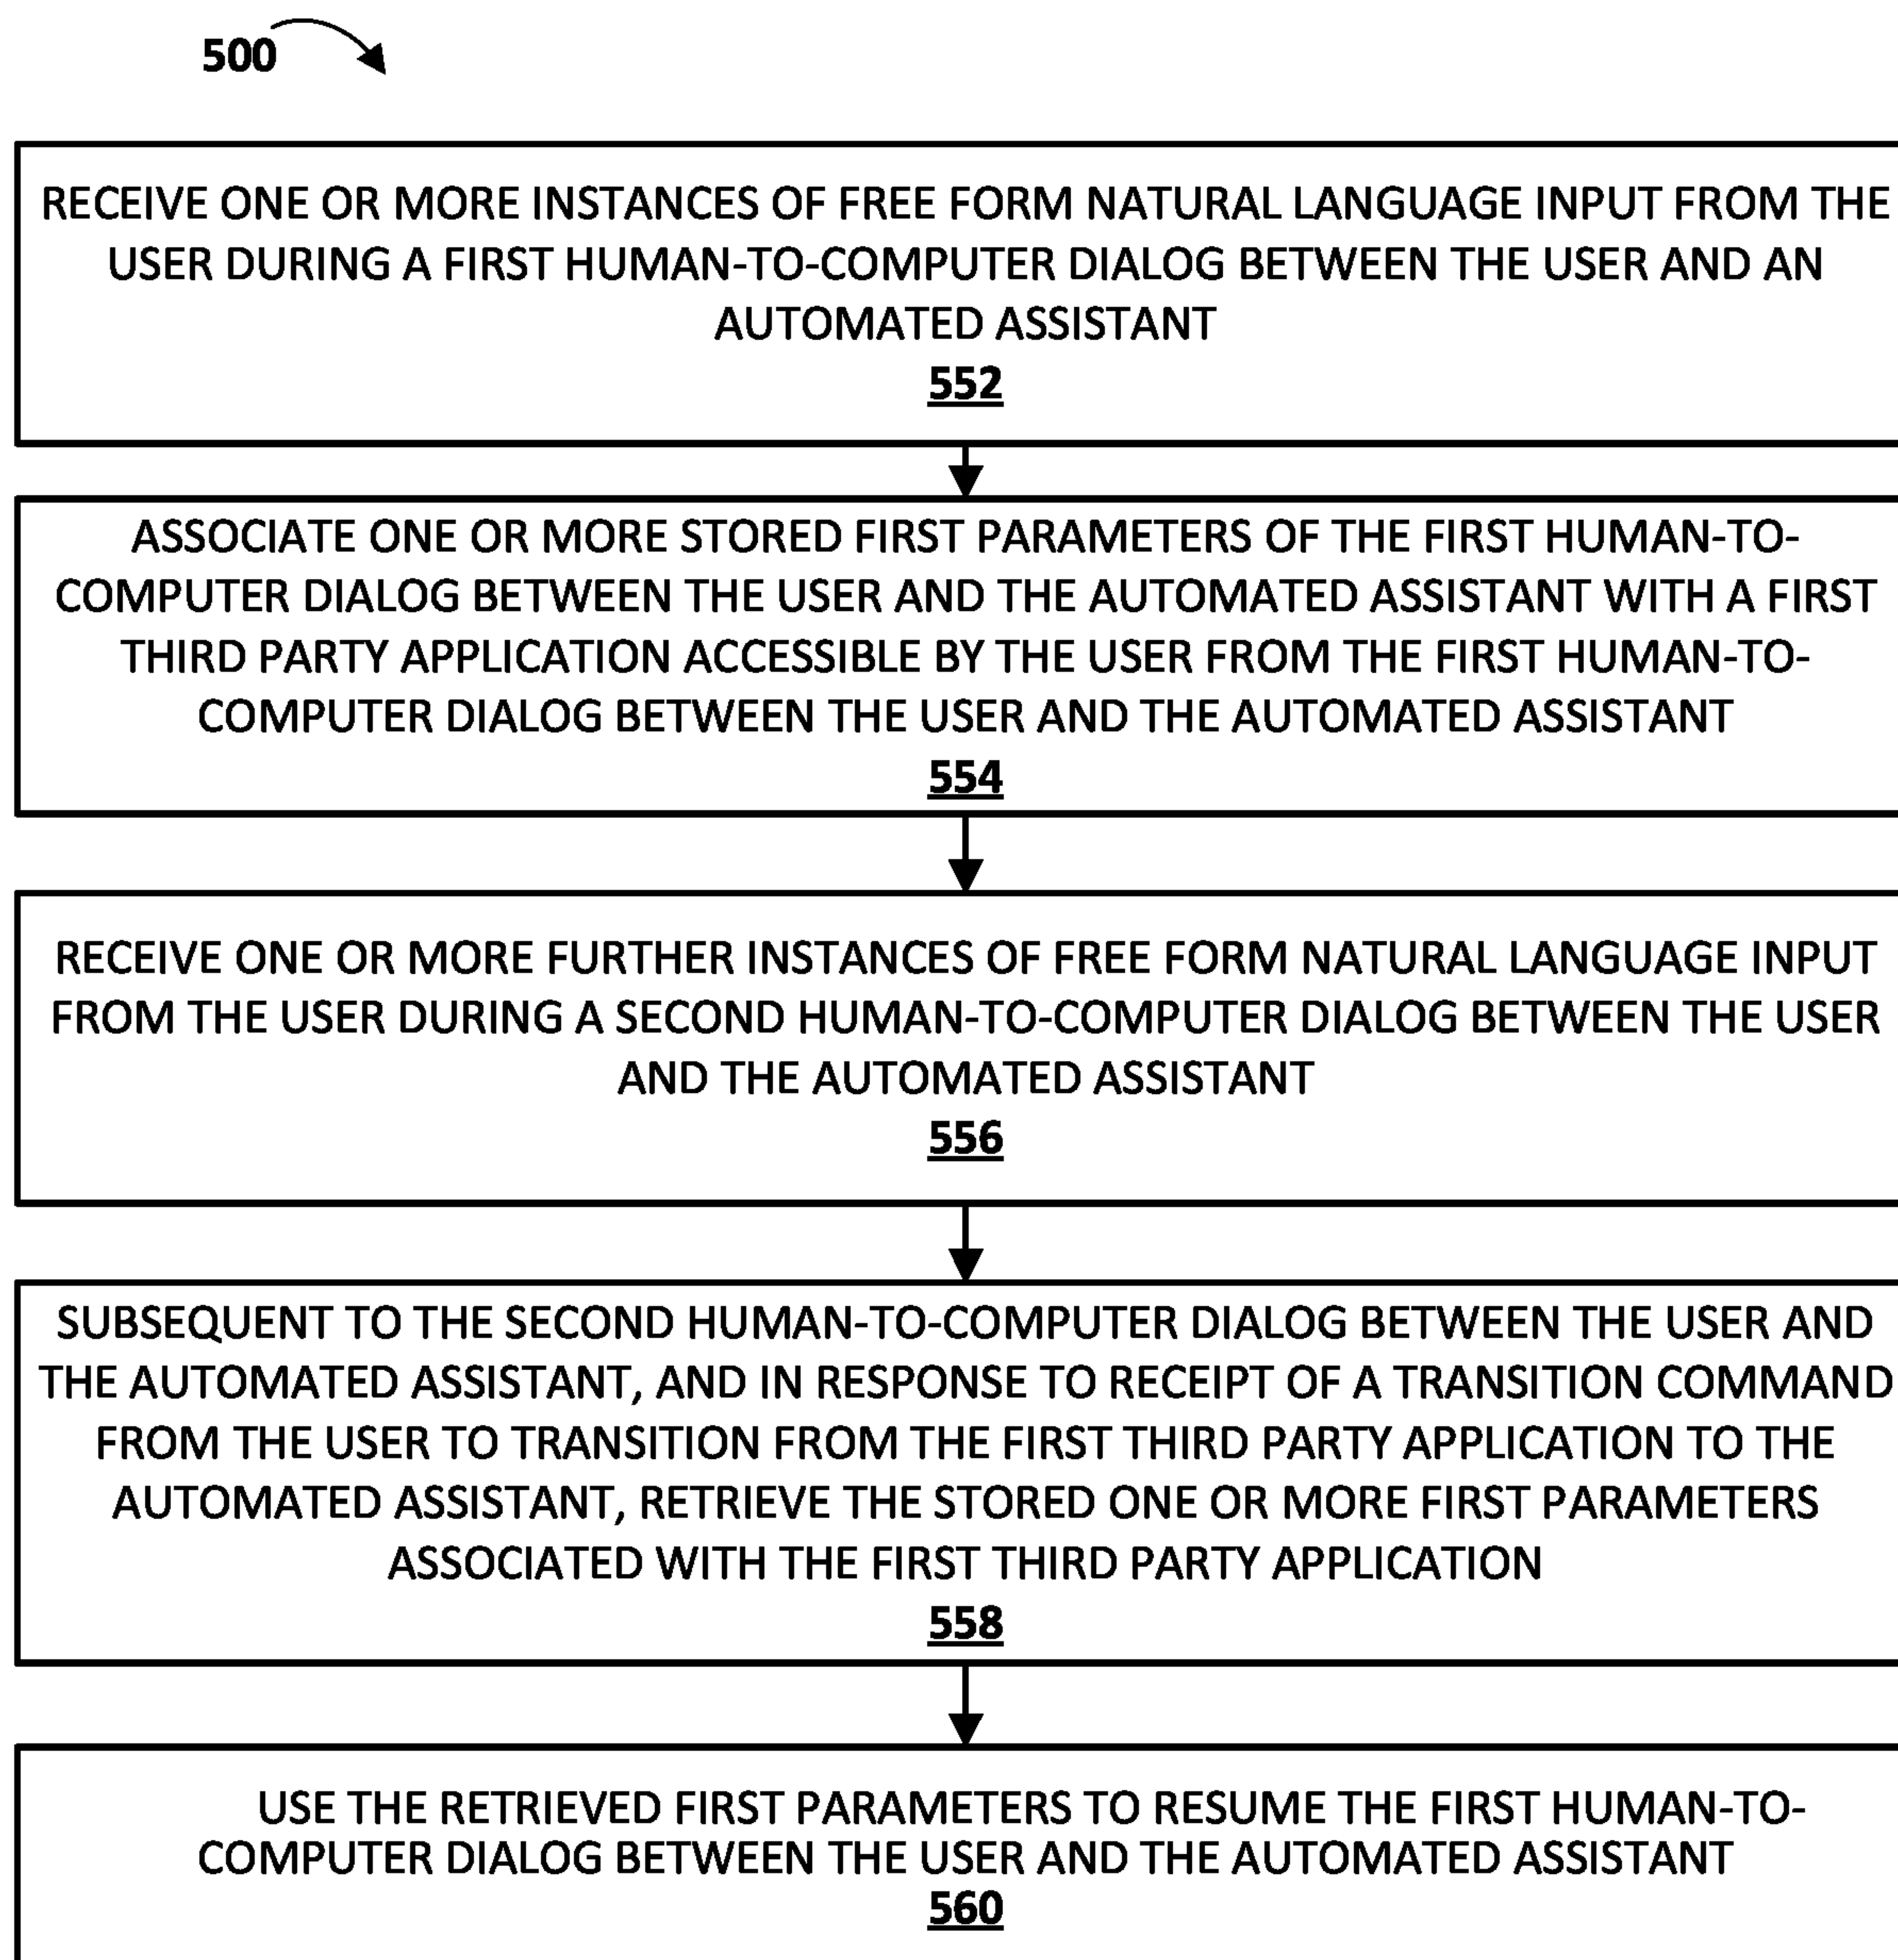 500
RECEIVE ONE OR MORE INSTANCES OF FREE FORM NATURAL LANGUAGE INPUT FROM THE
USER DURING A FIRST HUMAN-TO-COMPUTER DIALOG BETWEEN THE USER AND AN
AUTOMATED ASSISTANT
552
ASSOCIATE ONE OR MORE STORED FIRST PARAMETERS OF THE FIRST HUMAN-TO-
COMPUTER DIALOG BETWEEN THE USER AND THE AUTOMATED ASSISTANT WITH A FIRST
THIRD PARTY APPLICATION ACCESSIBLE BY THE USER FROM THE FIRST HUMAN-TO-
COMPUTER DIALOG BETWEEN THE USER AND THE AUTOMATED ASSISTANT
554
RECEIVE ONE OR MORE FURTHER INSTANCES OF FREE FORM NATURAL LANGUAGE INPUT
FROM THE USER DURING A SECOND HUMAN-TO-COMPUTER DIALOG BETWEEN THE USER
AND THE AUTOMATED ASSISTANT
556
SUBSEQUENT TO THE SECOND HUMAN-TO-COMPUTER DIALOG BETWEEN THE USER AND
THE AUTOMATED ASSISTANT, AND IN RESPONSE TO RECEIPT OF A TRANSITION COMMAND
FROM THE USER TO TRANSITION FROM THE FIRST THIRD PARTY APPLICATION TO THE
AUTOMATED ASSISTANT, RETRIEVE THE STORED ONE OR MORE FIRST PARAMETERS
ASSOCIATED WITH THE FIRST THIRD PARTY APPLICATION
558
USE THE RETRIEVED FIRST PARAMETERS TO RESUME THE FIRST HUMAN-TO-
COMPUTER DIALOG BETWEEN THE USER AND THE AUTOMATED ASSISTANT
560